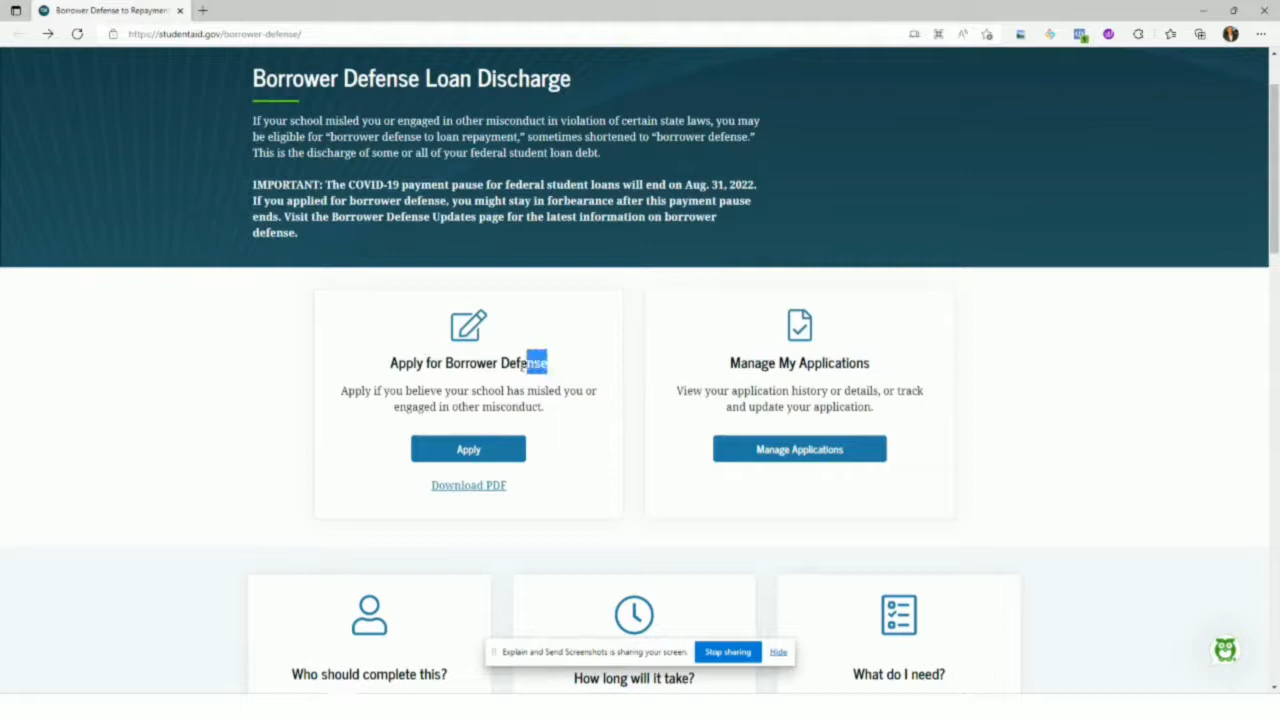 Borrower Defense to Repaymen
https://studentaid.gov/borrower-defense/
Borrower Defense Loan Discharge
If your school misled you or engaged in other misconduct in violation of certain state laws, you may
be eligible for “borrower defense to loan repayment,” sometimes shortened to “borrower defense.”
This is the discharge of some or all of your federal student loan debt.
IMPORTANT: The COVID-19 payment pause for federal student loans will end on Aug. 31, 2022.
If you applied for borrower defense, you might stay in forbearance after this payment pause
ends. Visit the Borrower Defense Updates page for the latest information on borrower
defense.
Apply for Borrower Defense
Apply if you believe your school has misled you or
engaged in other misconduct.
Apply
Download PDF
Manage My Applications
View your application history or details, or track
and update your application.
Manage Applications
Who should complete this?
How long will it take?
What do I need?
Explain and Send Screenshots is sharing your screen.
Stop sharing
Hide